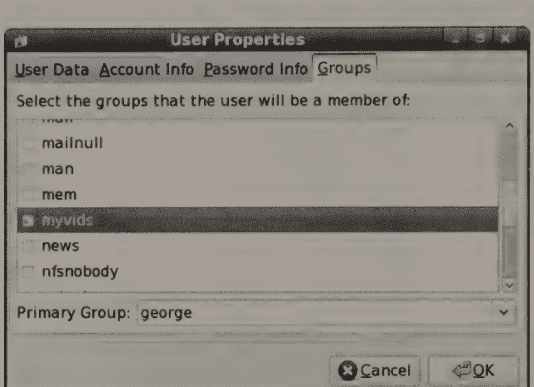 User Properties
User Data Account Info Password Info Groups
Select the groups that the user will be a member of:
mailnull
man
mem
myvids
news
nfsnobody
Primary Group: george
Cancel OK